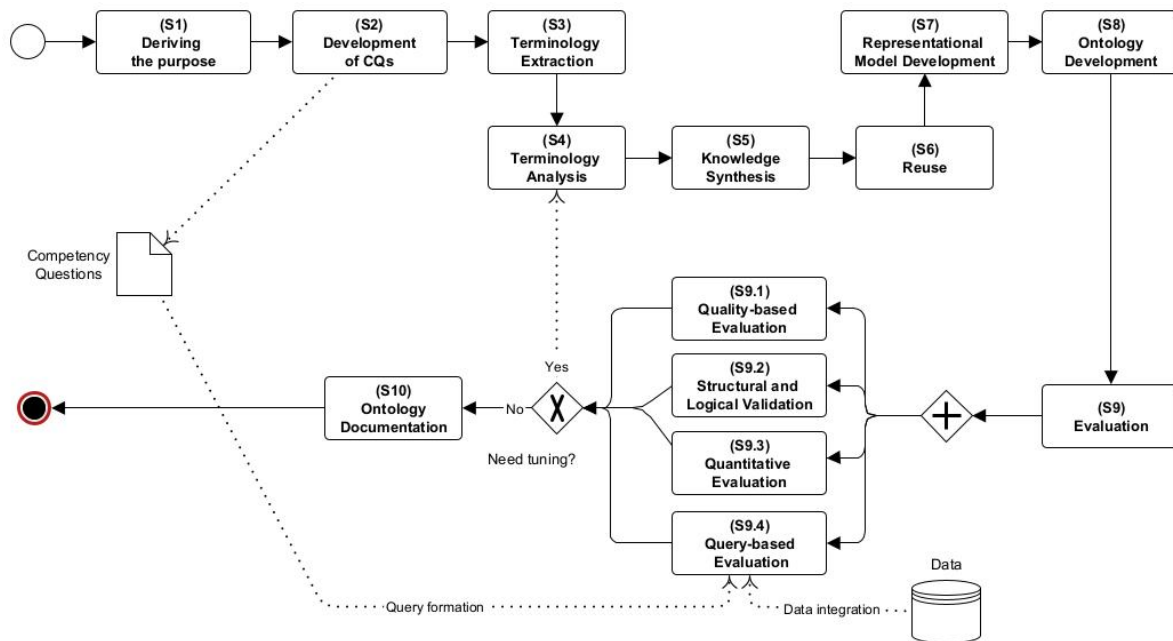 (S1)
Deriving
the purpose
(S2)
Development
of CQs
(S3)
Terminology
Extraction
(S7)
Representational
Model Development
(S8)
Ontology
Development
(S4)
Terminology
Analysis
(S5)
Knowledge
Synthesis
(S6)
Reuse
Competency
Questions
(S9.1)
Quality-based
Evaluation
Yes
(S9.2)
Structural and
Logical Validation
(S10)
Ontology
Documentation
No
X
Need tuning?
(S9)
Evaluation
(S9.3)
Quantitative
Evaluation
(S9.4)
Query-based
Evaluation
Data
Query formation
Data integration